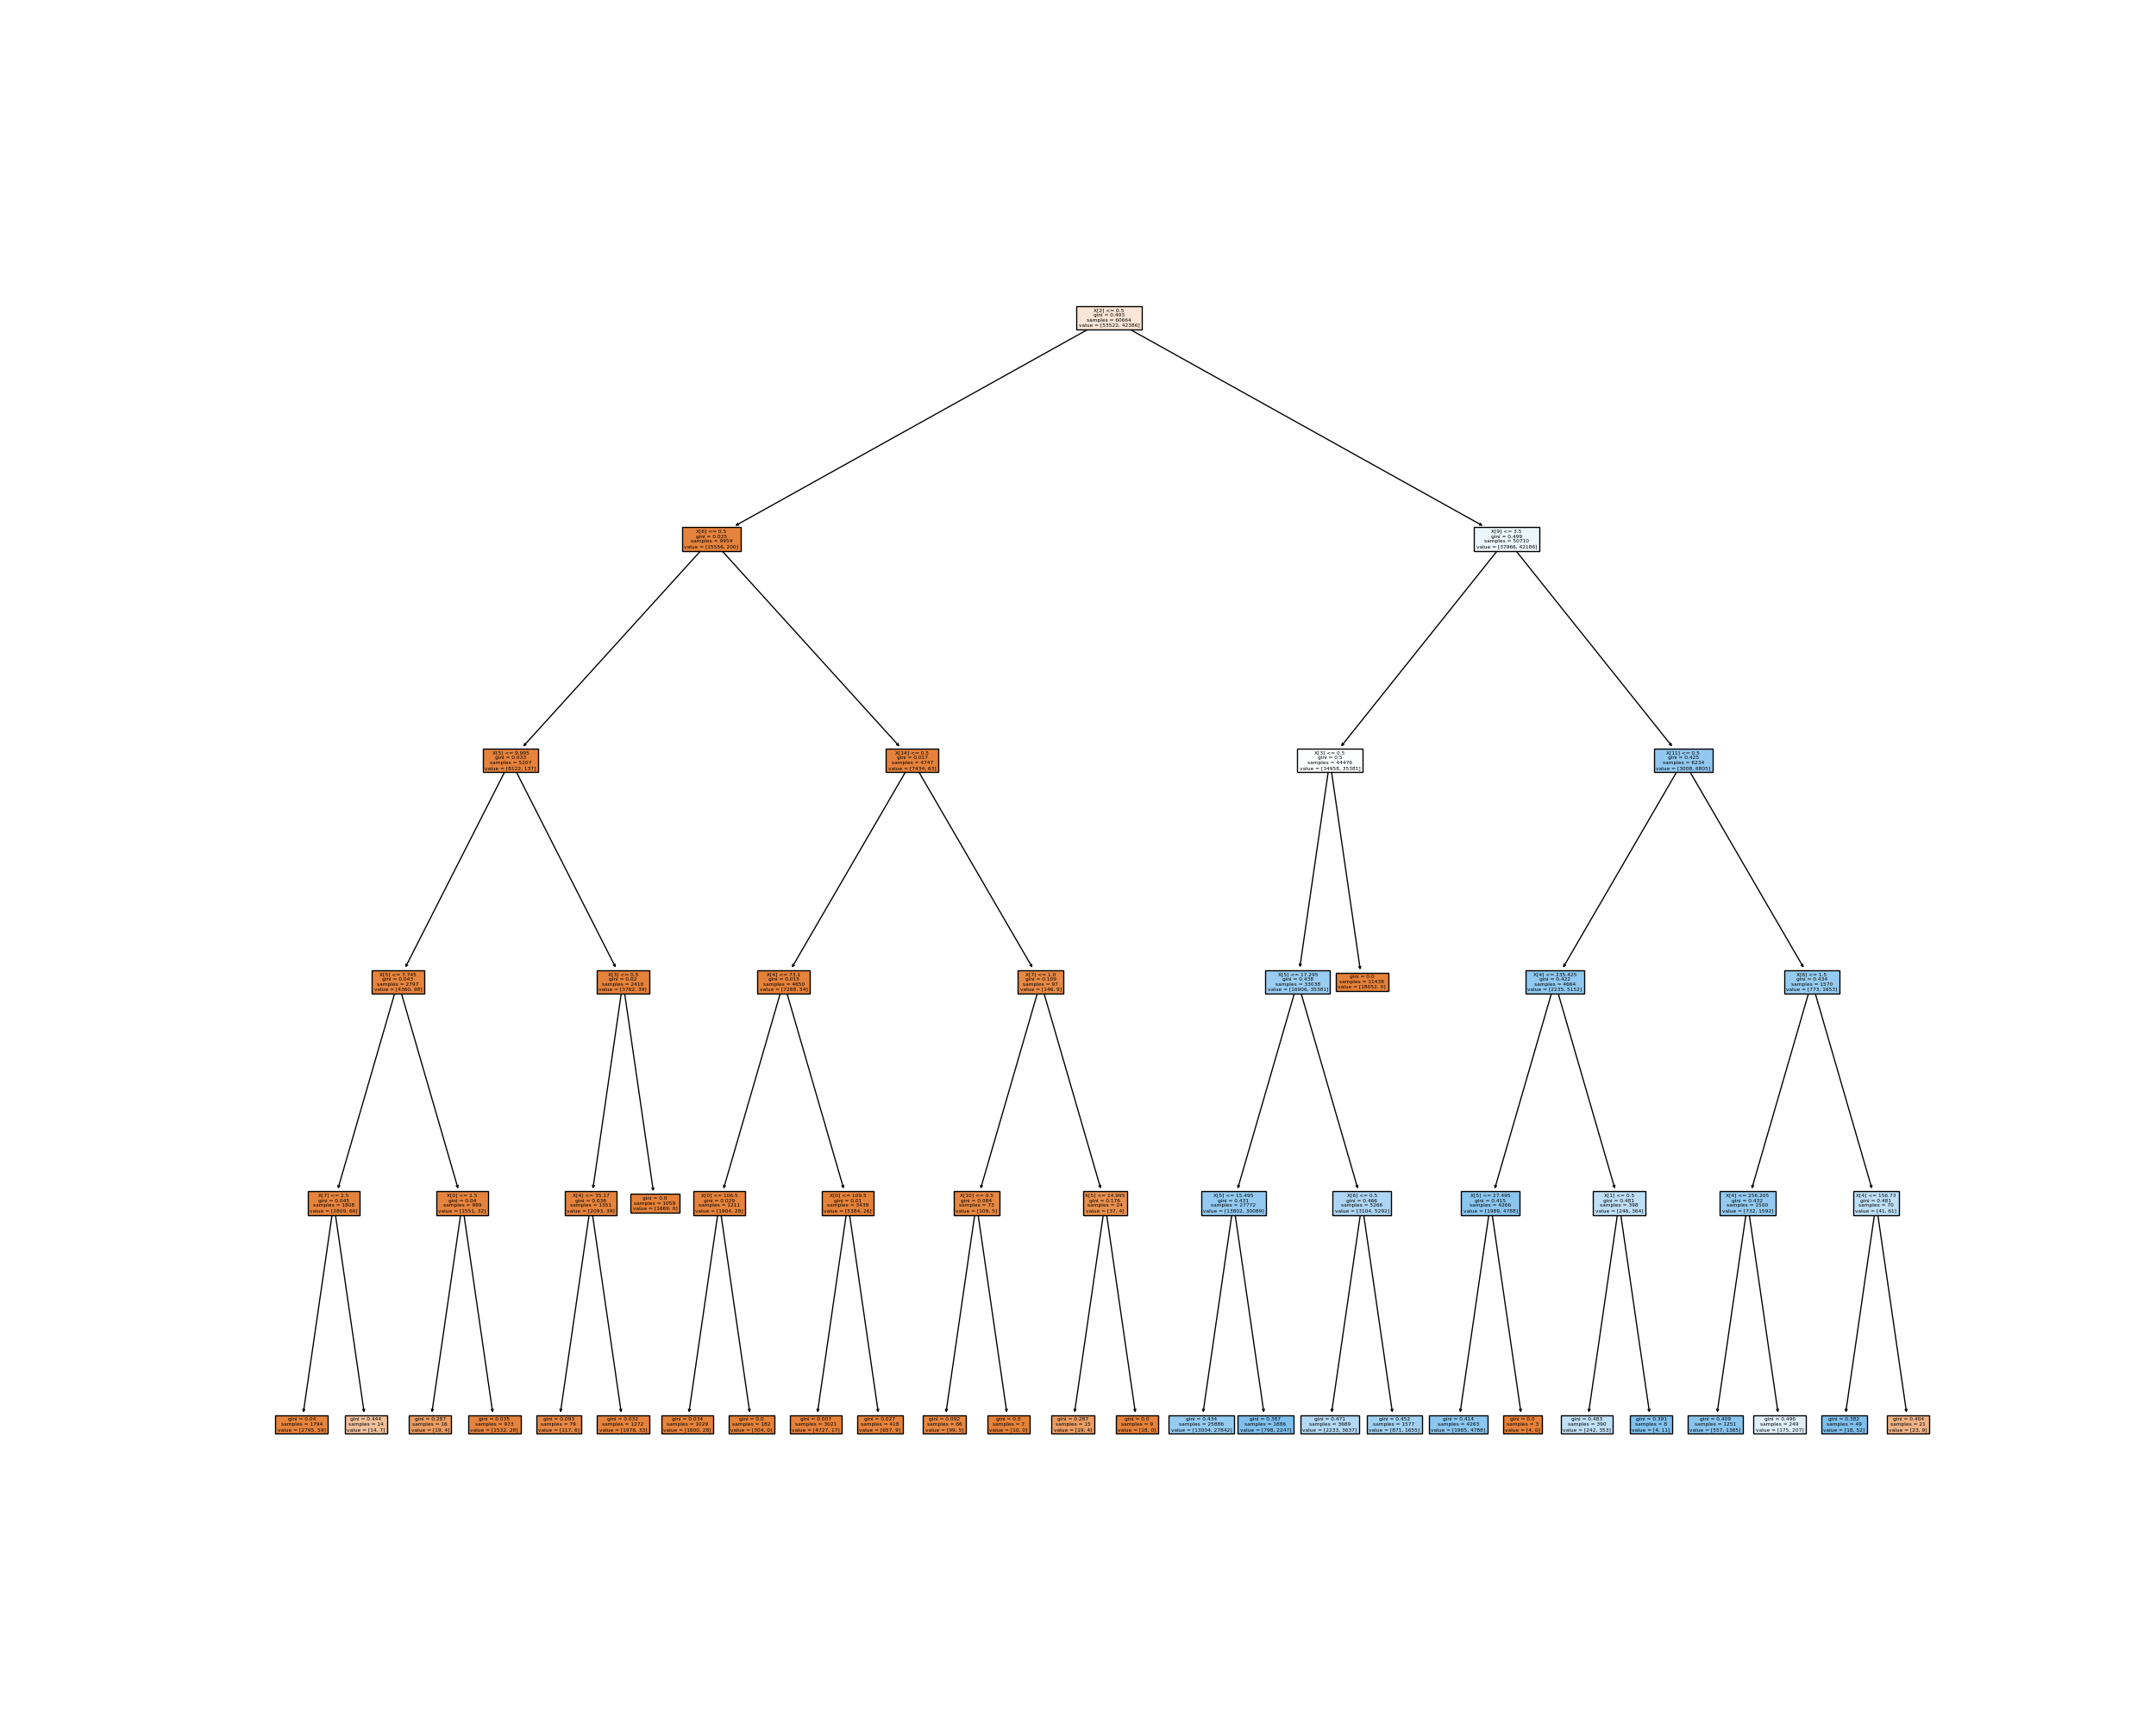 X[2] <= 0.5
gini = 0.493
samples = 60664
value = [53522, 42386]
X[6] <= 0.5
gini = 0.025
samples = 9954
value = [15556, 200]
X[9] <= 3.5
gini = 0.499
samples = 50710
value = [37966, 42186]
X[5] <= 9.995
gini = 0.033
samples = 5207
value = [8122, 137]
X[14] <= 0.5
gini = 0.017
samples = 4747
value = [7434, 63]
X[3] <= 0.5
gini = 0.5
samples = 44476
value = [34958, 35381]
X[11] <= 0.5
gini = 0.425
samples = 6234
value = [3008, 6805]
X[5] <= 7.745
gini = 0.043
samples = 2797
value = [4360, 98]
X[3] <= 0.5
gini = 0.02
samples = 2410
value = [3762, 39]
X[4] <= 73.1
gini = 0.015
samples = 4650
value = [7288, 54]
X[7] <= 1.0
gini = 0.109
samples = 97
value = [146, 9]
X[5] <= 17.295
gini = 0.438
samples = 33038
value = [16906, 35381]
gini = 0.0
samples = 11438
value = [18052, 0]
X[4] <= 235.425
gini = 0.422
samples = 4664
value = [2235, 5152]
X[6] <= 1.5
gini = 0.434
samples = 1570
value = [773, 1653]
X[7] <= 2.5
gini = 0.045
samples = 1808
value = [2809, 66]
X[0] <= 2.5
gini = 0.04
samples = 989
value = [1551, 32]
X[4] <= 35.17
gini = 0.036
samples = 1351
value = [2093, 39]
gini = 0.0
samples = 1059
value = [1669, 0]
X[0] <= 106.5
gini = 0.029
samples = 1211
value = [1904, 28]
X[0] <= 109.5
gini = 0.01
samples = 3439
value = [5384, 26]
X[10] <= 0.5
gini = 0.084
samples = 73
value = [109, 5]
X[5] <= 14.995
gini = 0.176
samples = 24
value = [37, 4]
X[5] <= 15.495
gini = 0.431
samples = 27772
value = [13802, 30089]
X[6] <= 0.5
gini = 0.466
samples = 5266
value = [3104, 5292]
X[5] <= 27.495
gini = 0.415
samples = 4266
value = [1989, 4788]
X[1] <= 0.5
gini = 0.481
samples = 398
value = [246, 364]
X[4] <= 256.205
gini = 0.432
samples = 1500
value = [732, 1592]
X[4] <= 156.73
gini = 0.481
samples = 70
value = [41, 61]
gini = 0.04
samples = 1794
value = [2795, 59]
gini = 0.444
samples = 14
value = [14, 7]
gini = 0.287
samples = 16
value = [19, 4]
gini = 0.035
samples = 973
value = [1532, 28]
gini = 0.093
samples = 79
value = [117, 6]
gini = 0.032
samples = 1272
value = [1976, 33]
gini = 0.034
samples = 1029
value = [1600, 28]
gini = 0.0
samples = 182
value = [304, 0]
gini = 0.007
samples = 3021
value = [4727, 17]
gini = 0.027
samples = 418
value = [657, 9]
gini = 0.092
samples = 66
value = [99, 5]
gini = 0.0
samples = 7
value = [10, 0]
gini = 0.287
samples = 15
value = [19, 4]
gini = 0.0
samples = 9
value = [18, 0]
gini = 0.434
samples = 25886
value = [13004, 27842]
gini = 0.387
samples = 1886
value = [798, 2247]
gini = 0.471
samples = 3689
value = [2233, 3637]
gini = 0.452
samples = 1577
value = [871, 1655]
gini = 0.414
samples = 4263
value = [1985, 4788]
gini = 0.0
samples = 3
value = [4, 0]
gini = 0.483
samples = 390
value = [242, 353]
gini = 0.391
samples = 8
value = [4, 11]
gini = 0.409
samples = 1251
value = [557, 1385]
gini = 0.496
samples = 249
value = [175, 207]
gini = 0.382
samples = 49
value = [18, 52]
gini = 0.404
samples = 21
value = [23, 9]